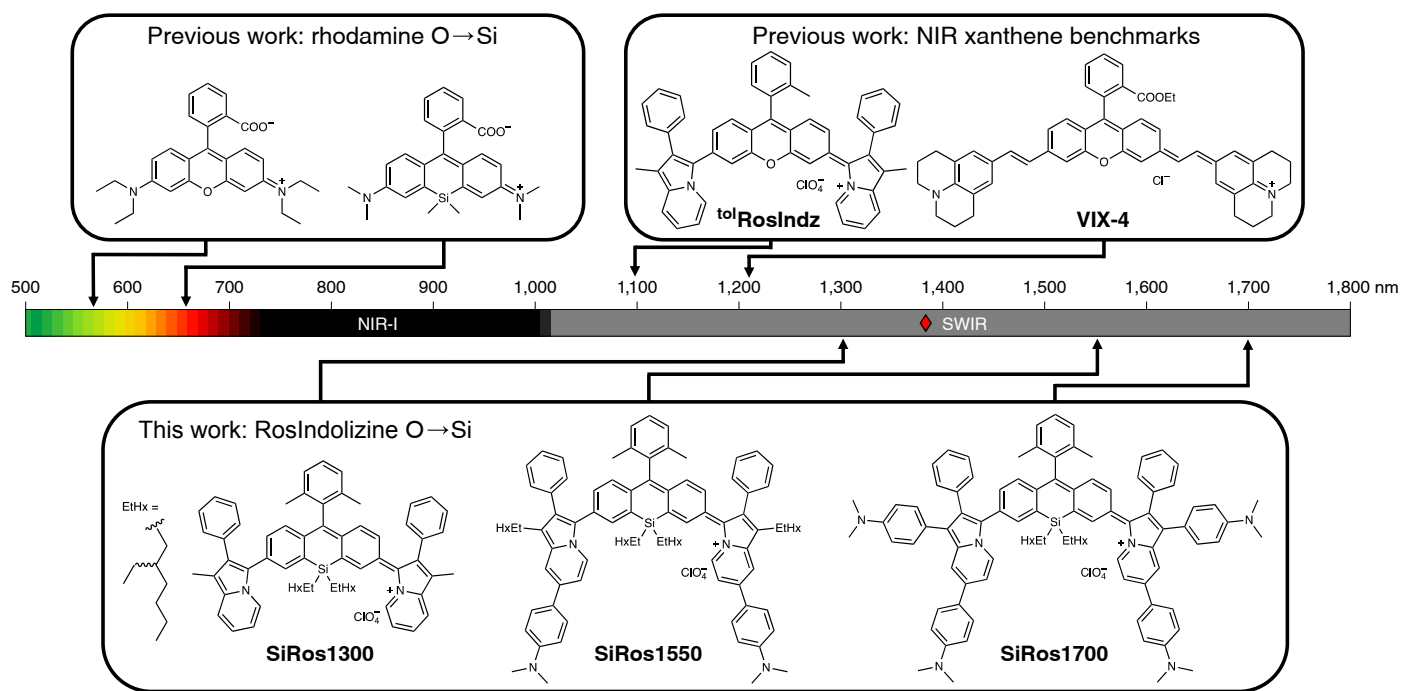 Previous work: rhodamine O→Si
COO⁻
N
O
N
+
COO⁻
N
Si
N
+
Previous work: NIR xanthene benchmarks
O
N
N
+
ClO₄⁻
tolRosIndz
COOEt
O
N
N
+
Cl⁻
VIX-4
500 600 700 800 900 1,000 1,100 1,200 1,300 1,400 1,500 1,600 1,700 1,800 nm
NIR-I SWIR
This work: RosIndolizine O→Si
EtHx =
N
Si
HxEt EtHx
N
+
ClO₄⁻
SiRos1300
HxEt
N
Si
HxEt EtHx
N
+
EtHx
ClO₄⁻
N
N
SiRos1550
N
N
Si
HxEt EtHx
N
+
N
ClO₄⁻
N
N
SiRos1700